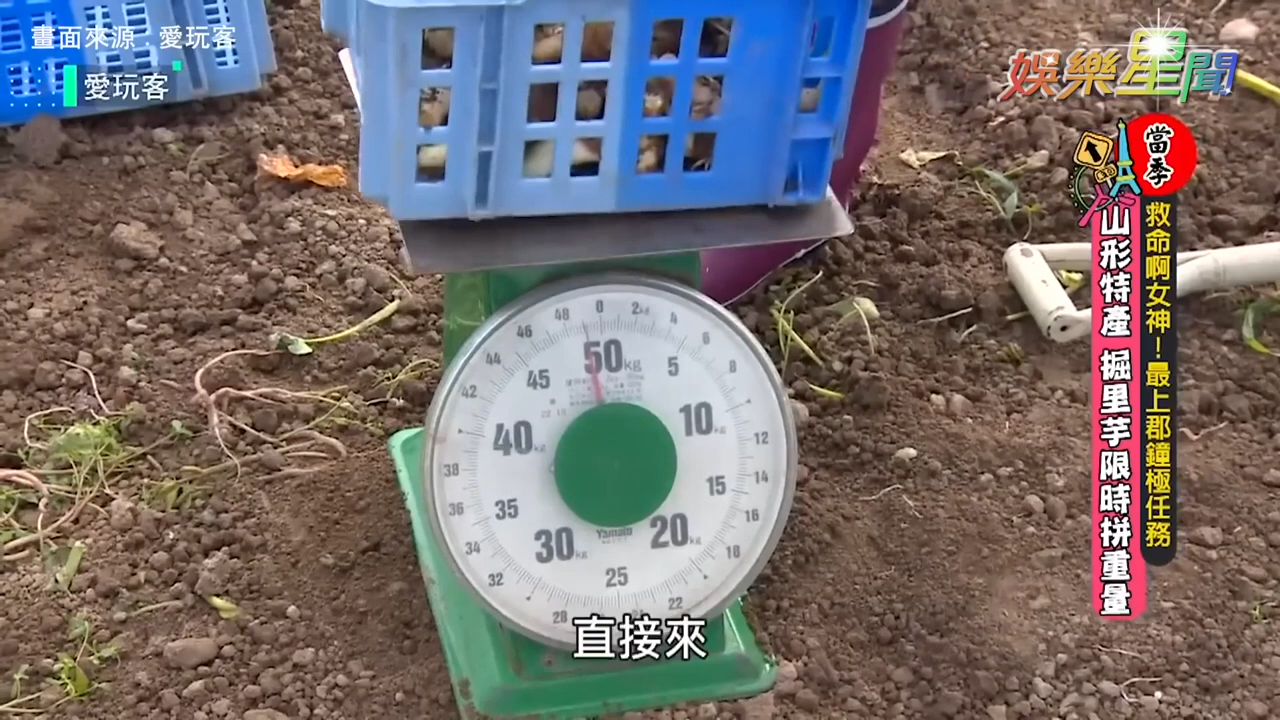 畫面來源：愛玩客
愛玩客
娛樂星聞
當季
救命啊女神！最上郡鐘極任務
山形特產 掘里芋限時拼重量
0
2kg
4
6
8
5
10kg
12
14
15
16
18
20kg
22
24
25
28
30kg
32
34
35
36
38
40kg
42
44
45
46
48
50kg
Yamato
直接來